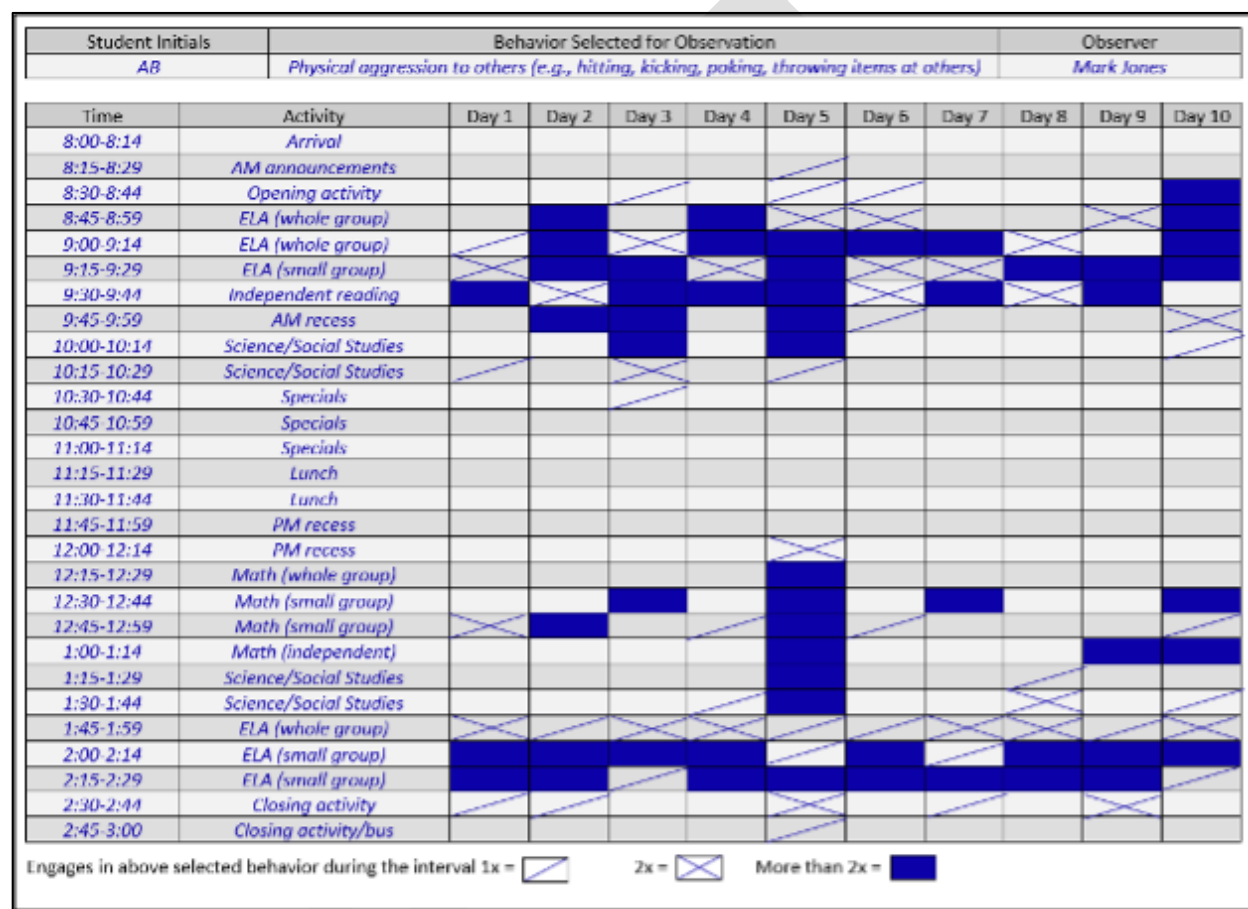 Student Initials Behavior Selected for Observation Observer
AB Physical aggression to others (e.g., hitting, kicking, poking, throwing items at others) Mark Jones
Time Activity Day 1 Day 2 Day 3 Day 4 Day 5 Day 6 Day 7 Day 8 Day 9 Day 10
8:00-8:14 Arrival
8:15-8:29 AM announcements
8:30-8:44 Opening activity
8:45-8:59 ELA (whole group)
9:00-9:14 ELA (whole group)
9:15-9:29 ELA (small group)
9:30-9:44 Independent reading
9:45-9:59 AM recess
10:00-10:14 Science/Social Studies
10:15-10:29 Science/Social Studies
10:30-10:44 Specials
10:45-10:59 Specials
11:00-11:14 Specials
11:15-11:29 Lunch
11:30-11:44 Lunch
11:45-11:59 PM recess
12:00-12:14 PM recess
12:15-12:29 Math (whole group)
12:30-12:44 Math (small group)
12:45-12:59 Math (small group)
1:00-1:14 Math (independent)
1:15-1:29 Science/Social Studies
1:30-1:44 Science/Social Studies
1:45-1:59 ELA (whole group)
2:00-2:14 ELA (small group)
2:15-2:29 ELA (small group)
2:30-2:44 Closing activity
2:45-3:00 Closing activity/bus
Engages in above selected behavior during the interval 1x = 2x = More than 2x =